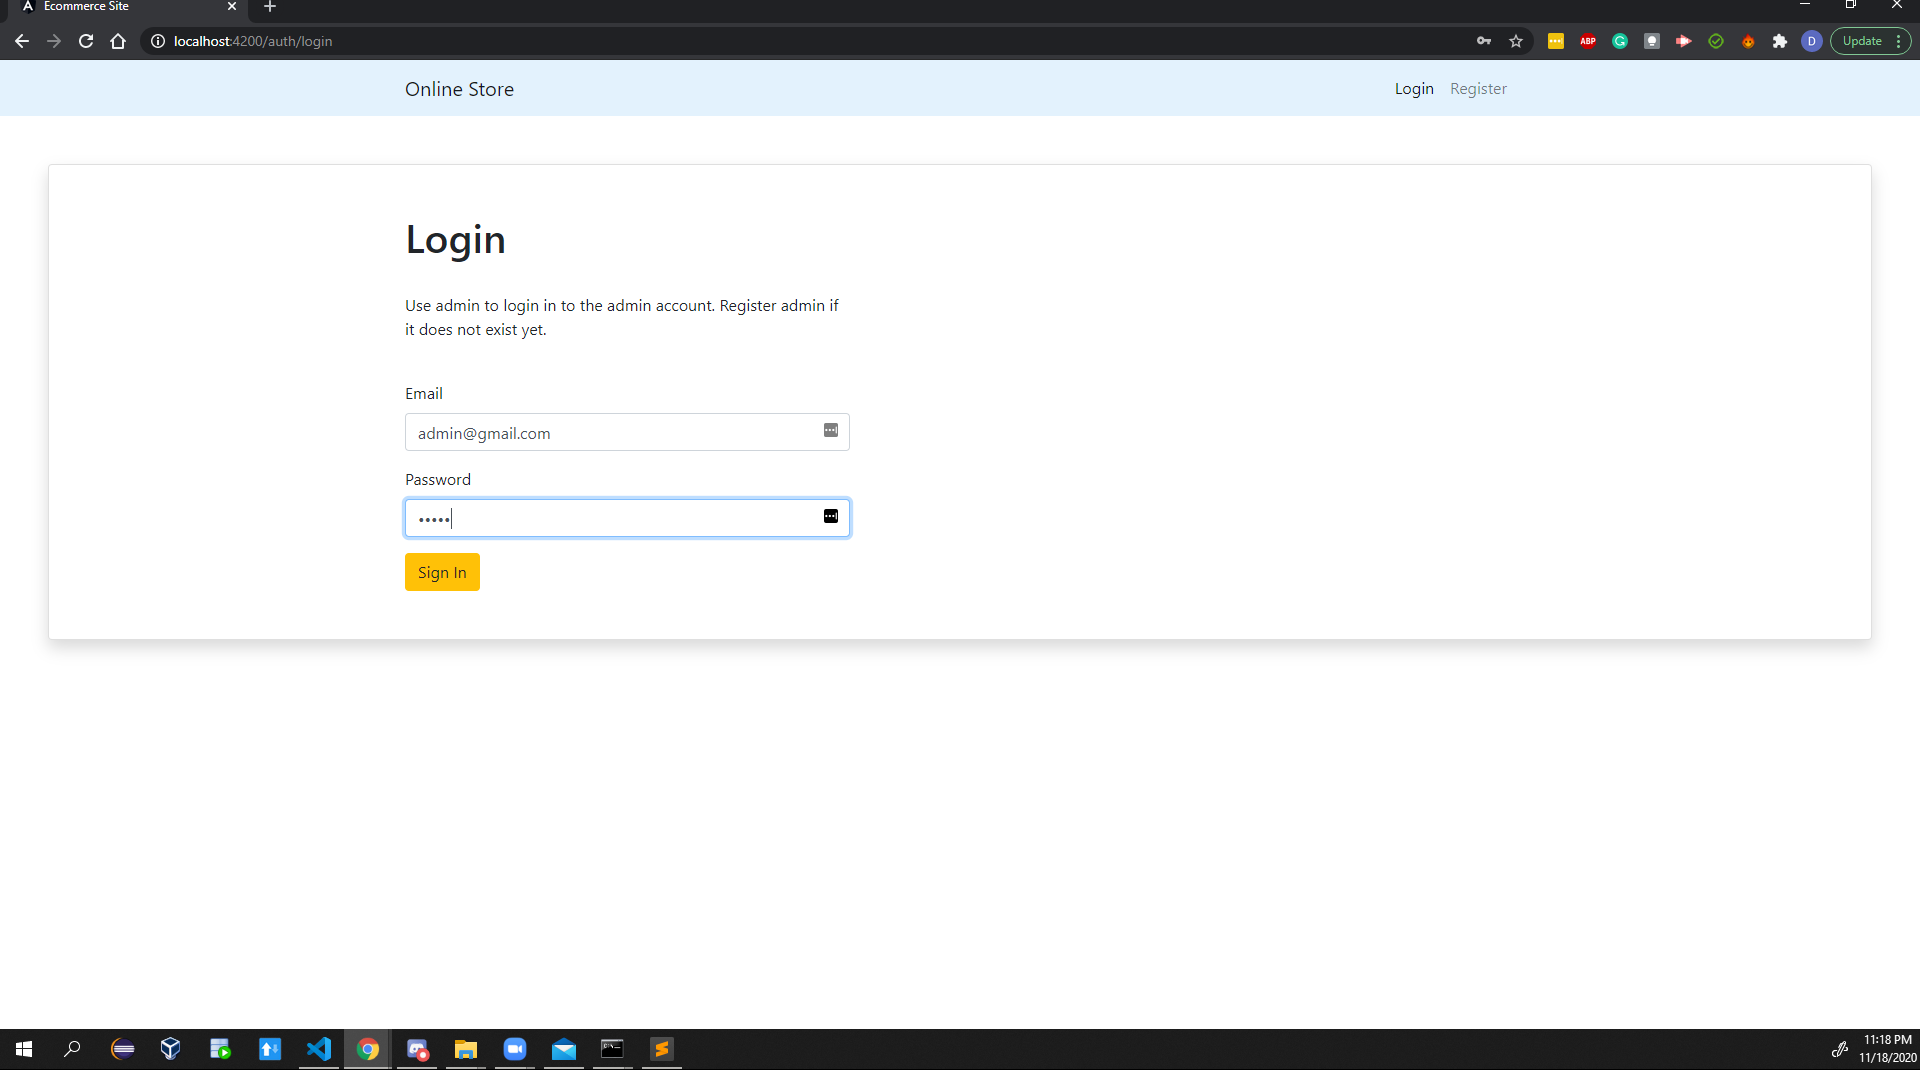 Ecommerce Site
localhost:4200/auth/login
ABP
D
Update
Online Store
Login
Register
Login
Use admin to login in to the admin account. Register admin if
it does not exist yet.
Email
admin@gmail.com
Password
•••••
Sign In
11:18 PM
11/18/2020